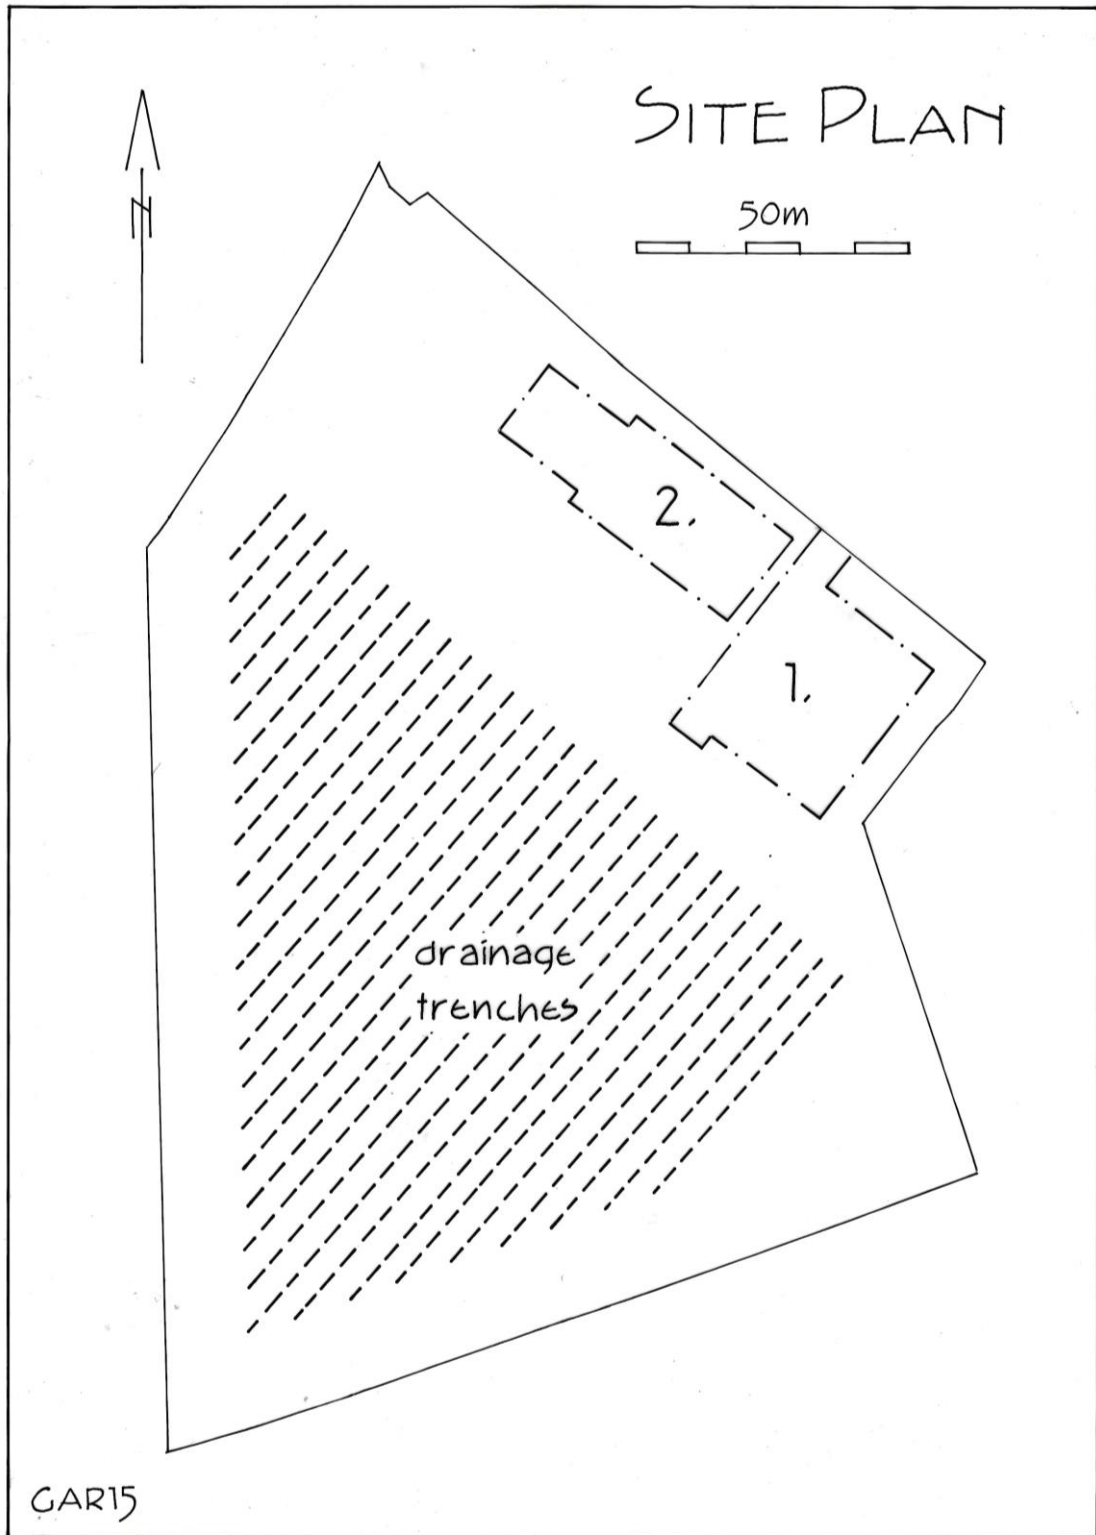 SITE PLAN
N
50m
2.
1.
drainage
trenches
GAR15